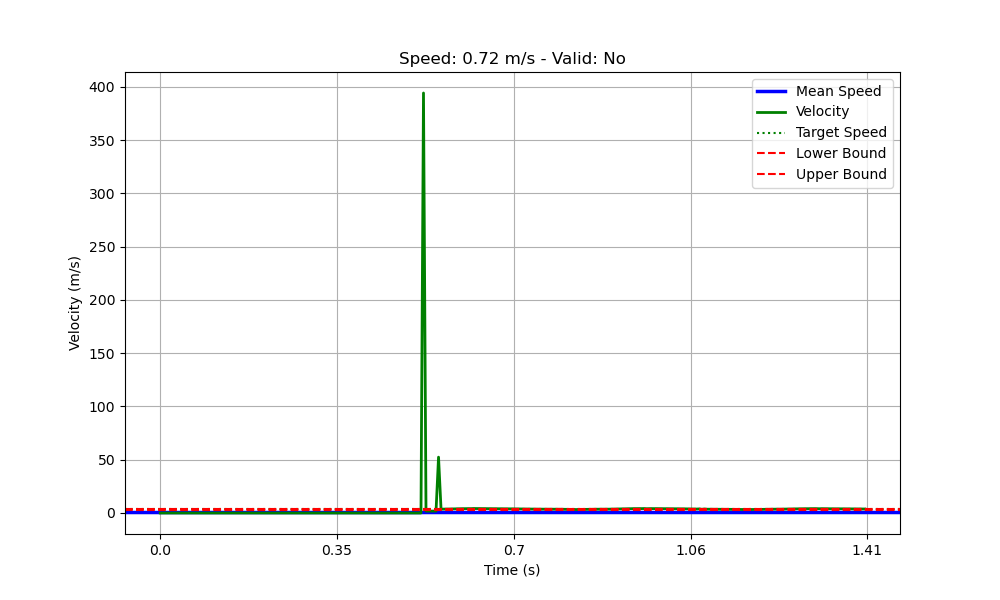 Speed: 0.72 m/s - Valid: No
Mean Speed
Velocity
Target Speed
Lower Bound
Upper Bound
400
350
300
250
200
150
100
50
0
Velocity (m/s)
0.0
0.35
0.7
1.06
1.41
Time (s)